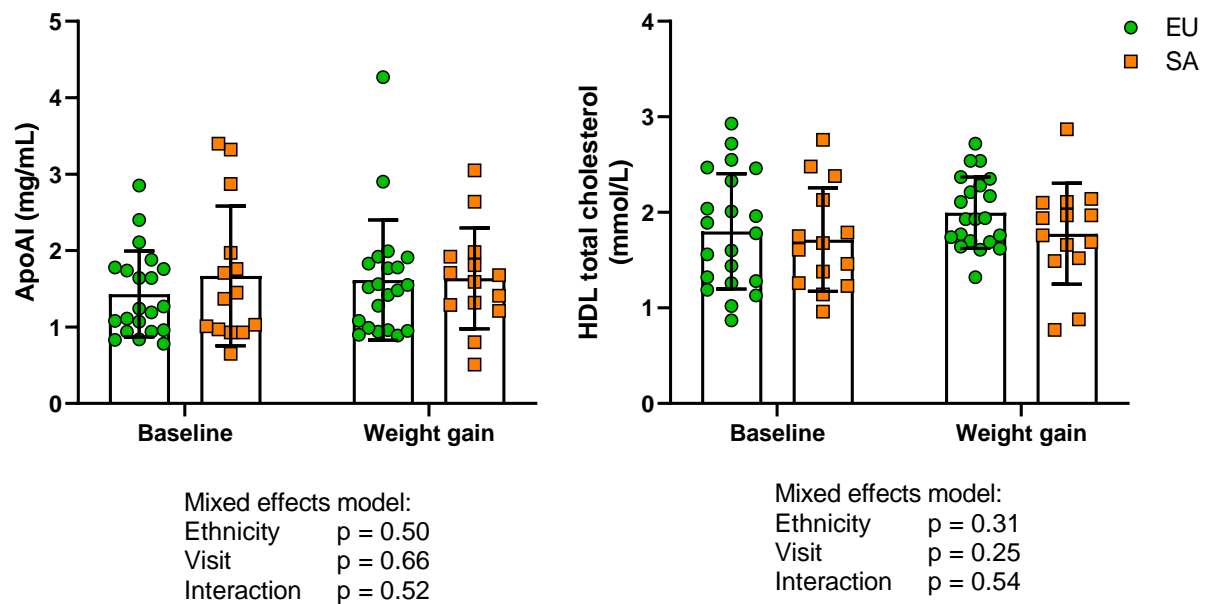 ApoAI (mg/mL)
5
4
3
2
1
0
Baseline Weight gain
Mixed effects model:
Ethnicity p = 0.50
Visit p = 0.66
Interaction p = 0.52
HDL total cholesterol
(mmol/L)
4
3
2
1
0
Baseline Weight gain
Mixed effects model:
Ethnicity p = 0.31
Visit p = 0.25
Interaction p = 0.54
EU
SA